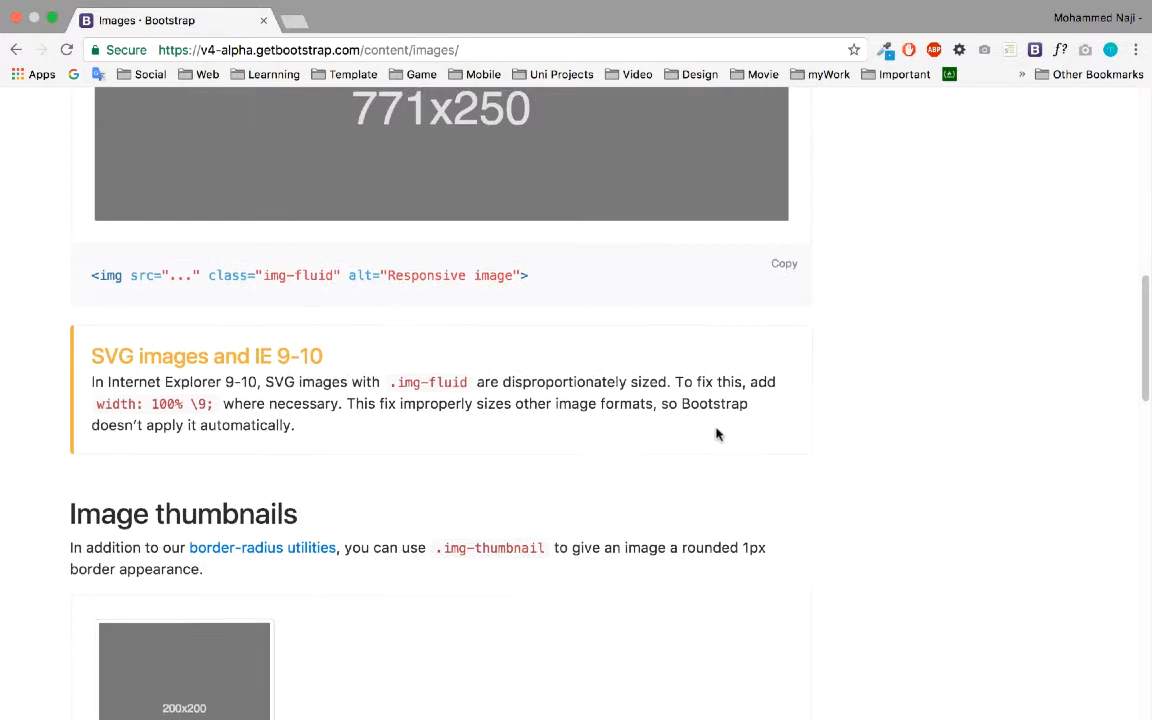 Images · Bootstrap
Mohammed Naji -
Secure https://v4-alpha.getbootstrap.com/content/images/
Apps Social Web Learnning Template Game Mobile Uni Projects Video Design Movie myWork Important » Other Bookmarks
771x250
Copy
<img src="..." class="img-fluid" alt="Responsive image">
SVG images and IE 9-10
In Internet Explorer 9-10, SVG images with .img-fluid are disproportionately sized. To fix this, add
width: 100% \9; where necessary. This fix improperly sizes other image formats, so Bootstrap
doesn’t apply it automatically.
Image thumbnails
In addition to our border-radius utilities, you can use .img-thumbnail to give an image a rounded 1px
border appearance.
200x200